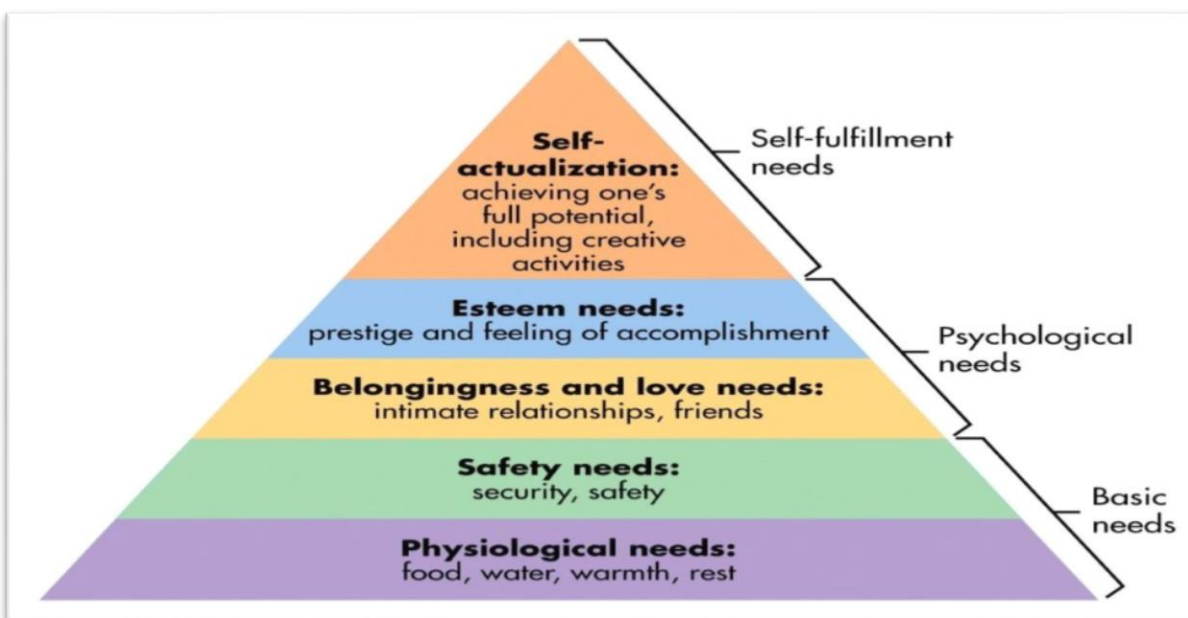 Self-
actualization:
achieving one's
full potential,
including creative
activities
Self-fulfillment
needs
Esteem needs:
prestige and feeling of accomplishment
Psychological
needs
Belongingness and love needs:
intimate relationships, friends
Safety needs:
security, safety
Basic
needs
Physiological needs:
food, water, warmth, rest